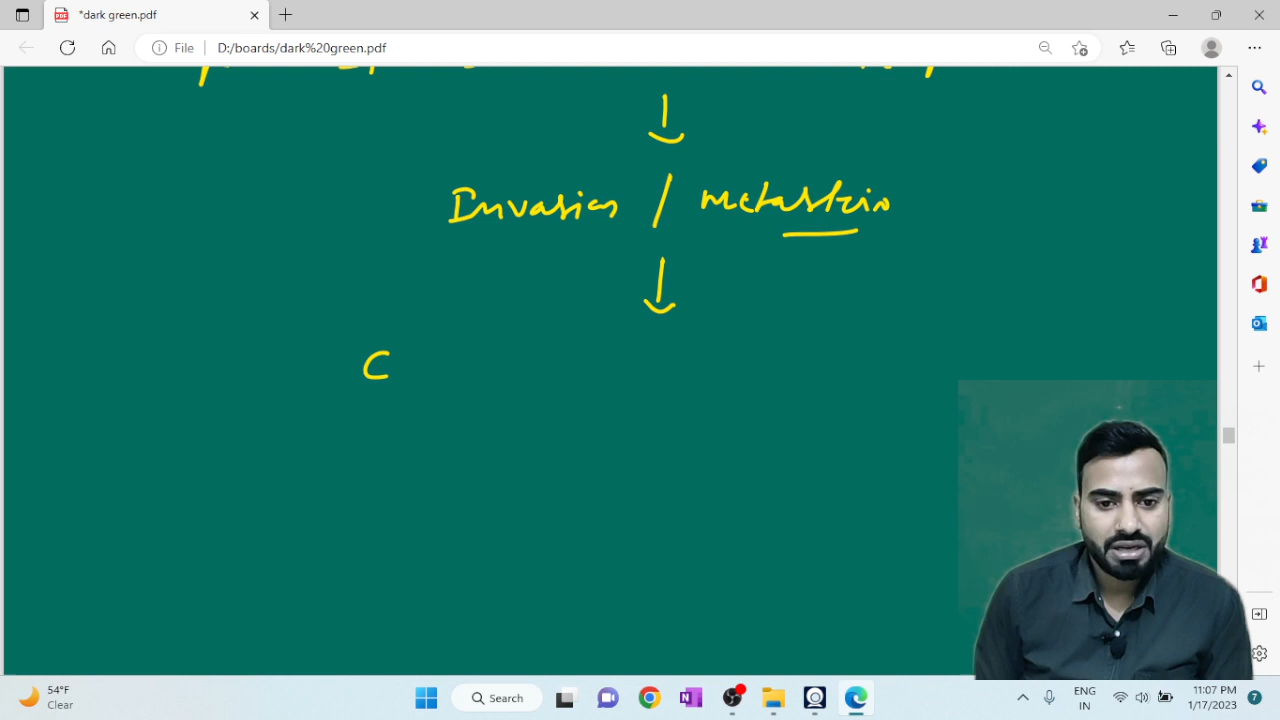 *dark green.pdf
File D:/boards/dark%20green.pdf
Invasion / metastasis
C
54°F
Clear
Search
ENG
IN
11:07 PM
1/17/2023
7